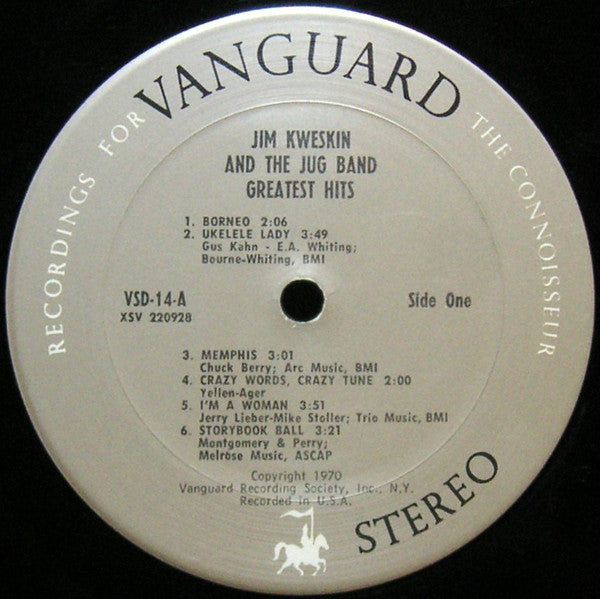 RECORDINGS FOR VANGUARD THE CONNOISSEUR
JIM KWESKIN
AND THE JUG BAND
GREATEST HITS
1. BORNEO 2:06
2. UKELELE LADY 3:49
Gus Kahn - E.A. Whiting;
Bourne-Whiting, BMI
VSD-14-A
Side One
XSV 220928
3. MEMPHIS 3:01
Chuck Berry; Arc Music, BMI
4. CRAZY WORDS, CRAZY TUNE 2:00
Yellen-Ager
5. I'M A WOMAN 3:51
Jerry Lieber-Mike Stoller; Trio Music, BMI
6. STORYBOOK BALL 3:21
Montgomery & Perry;
Melrose Music, ASCAP
Copyright 1970
Vanguard Recording Society, Inc., N.Y.
Recorded in U.S.A.
STEREO